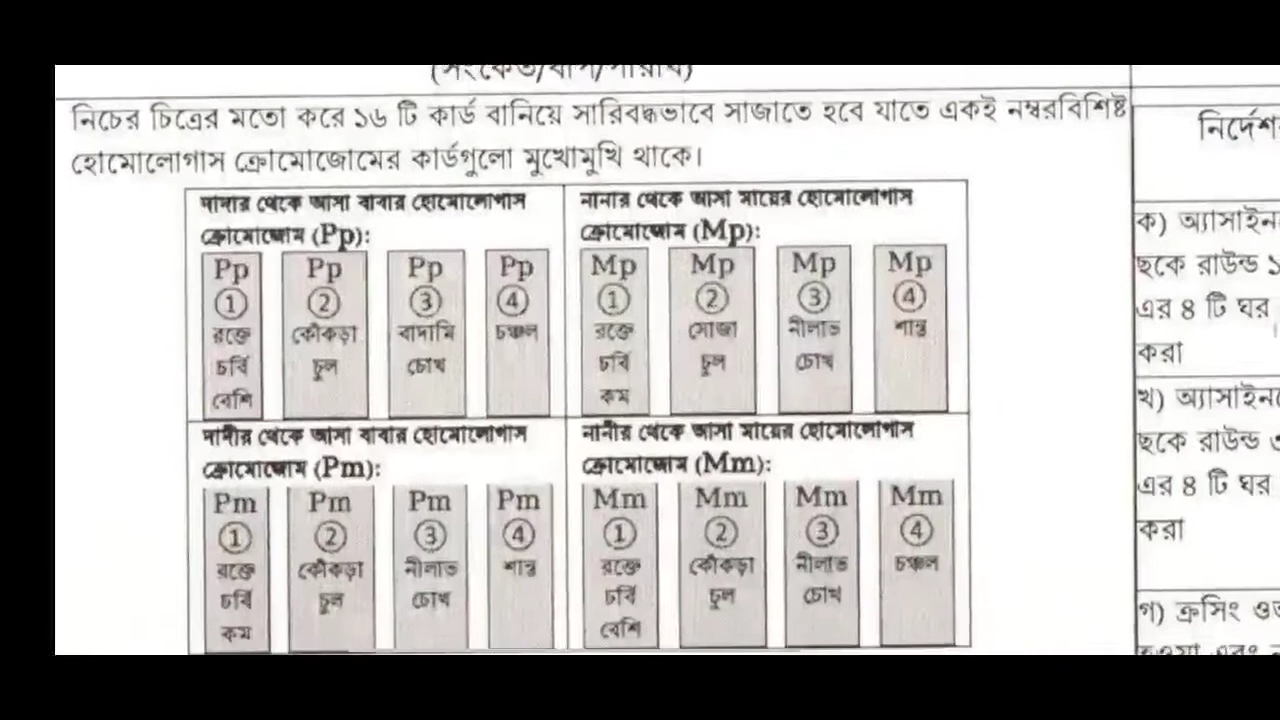 (সংকেত/ধাপ/পরিধি)
নিচের চিত্রের মতো করে ১৬ টি কার্ড বানিয়ে সারিবদ্ধভাবে সাজাতে হবে যাতে একই নম্বরবিশিষ্ট
হোমোলোগাস ক্রোমোজোমের কার্ডগুলো মুখোমুখি থাকে।
দাদার থেকে আসা বাবার হোমোলোগাস
ক্রোমোজোম (Pp):
Pp Pp Pp Pp
① ② ③ ④
রক্তে কোঁকড়া বাদামি চঞ্চল
চর্বি চুল চোখ
বেশি
নানার থেকে আসা মায়ের হোমোলোগাস
ক্রোমোজোম (Mp):
Mp Mp Mp Mp
① ② ③ ④
রক্তে সোজা নীলাভ শান্ত
চর্বি চুল চোখ
কম
দাদীর থেকে আসা বাবার হোমোলোগাস
ক্রোমোজোম (Pm):
Pm Pm Pm Pm
① ② ③ ④
রক্তে কোঁকড়া নীলাভ শান্ত
চর্বি চুল চোখ
কম
নানীর থেকে আসা মায়ের হোমোলোগাস
ক্রোমোজোম (Mm):
Mm Mm Mm Mm
① ② ③ ④
রক্তে কোঁকড়া নীলাভ চঞ্চল
চর্বি চুল চোখ
বেশি
নির্দেশ
ক) অ্যাসাইন
ছকে রাউন্ড ১
এর ৪ টি ঘর
করা
খ) অ্যাসাইন
ছকে রাউন্ড
এর ৪ টি ঘর
করা
গ) ক্রসিং